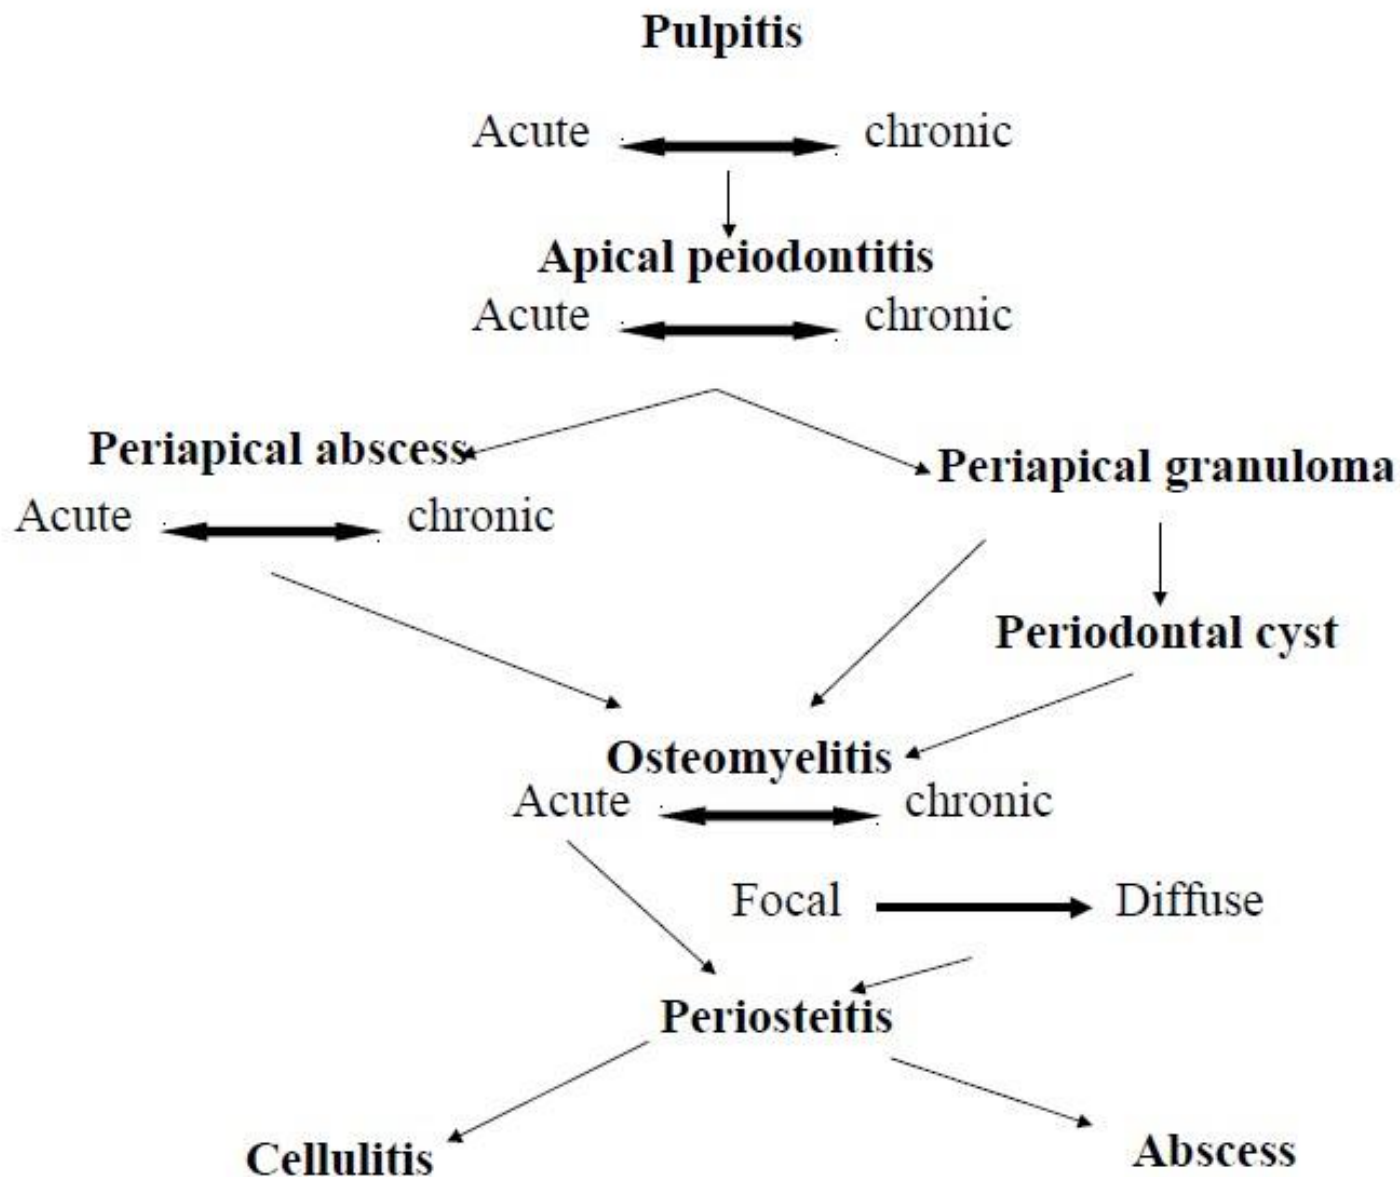 Pulpitis
Acute chronic
Apical peiodontitis
Acute chronic
Periapical abscess
Periapical granuloma
Acute chronic
Periodontal cyst
Osteomyelitis
Acute chronic
Focal Diffuse
Periosteitis
Cellulitis
Abscess